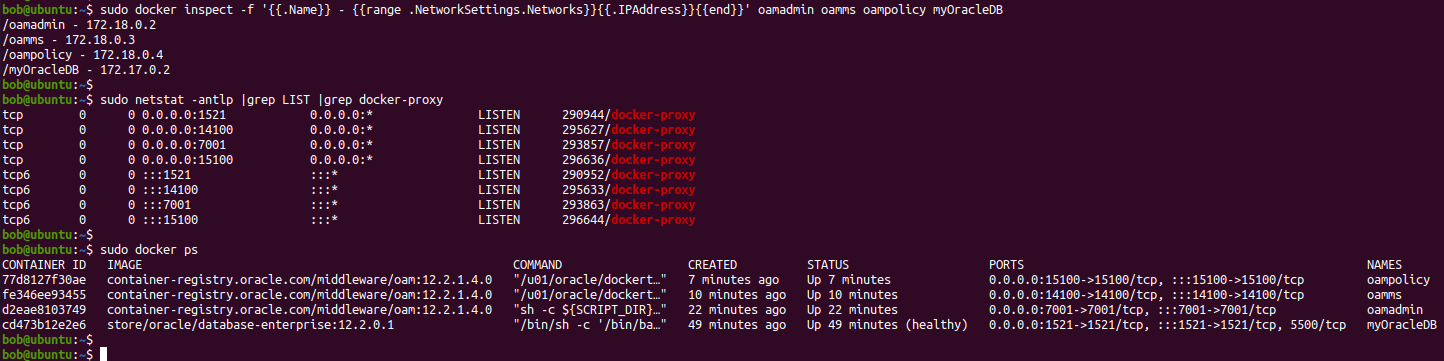 bob@ubuntu:~$ sudo docker inspect -f '{{.Name}} - {{range .NetworkSettings.Networks}}{{.IPAddress}}{{end}}' oamadmin oamms oampolicy myOracleDB
/oamadmin - 172.18.0.2
/oamms - 172.18.0.3
/oampolicy - 172.18.0.4
/myOracleDB - 172.17.0.2
bob@ubuntu:~$
bob@ubuntu:~$ sudo netstat -antlp |grep LIST |grep docker-proxy
tcp        0      0 0.0.0.0:1521            0.0.0.0:*               LISTEN      290944/docker-proxy
tcp        0      0 0.0.0.0:14100           0.0.0.0:*               LISTEN      295627/docker-proxy
tcp        0      0 0.0.0.0:7001            0.0.0.0:*               LISTEN      293857/docker-proxy
tcp        0      0 0.0.0.0:15100           0.0.0.0:*               LISTEN      296636/docker-proxy
tcp6       0      0 :::1521                 :::*                    LISTEN      290952/docker-proxy
tcp6       0      0 :::14100                :::*                    LISTEN      295633/docker-proxy
tcp6       0      0 :::7001                 :::*                    LISTEN      293863/docker-proxy
tcp6       0      0 :::15100                :::*                    LISTEN      296644/docker-proxy
bob@ubuntu:~$
bob@ubuntu:~$ sudo docker ps
CONTAINER ID   IMAGE                                                COMMAND                  CREATED          STATUS                    PORTS                                                   NAMES
77d8127f30ae   container-registry.oracle.com/middleware/oam:12.2.1.4.0   "/u01/oracle/dockert…"   7 minutes ago    Up 7 minutes              0.0.0.0:15100->15100/tcp, :::15100->15100/tcp           oampolicy
fe346ee93455   container-registry.oracle.com/middleware/oam:12.2.1.4.0   "/u01/oracle/dockert…"   10 minutes ago   Up 10 minutes             0.0.0.0:14100->14100/tcp, :::14100->14100/tcp           oamms
d2eae8103749   container-registry.oracle.com/middleware/oam:12.2.1.4.0   "sh -c ${SCRIPT_DIR}…"   22 minutes ago   Up 22 minutes             0.0.0.0:7001->7001/tcp, :::7001->7001/tcp               oamadmin
cd473b12e2e6   store/oracle/database-enterprise:12.2.0.1                 "/bin/sh -c '/bin/ba…"   49 minutes ago   Up 49 minutes (healthy)   0.0.0.0:1521->1521/tcp, :::1521->1521/tcp, 5500/tcp     myOracleDB
bob@ubuntu:~$
bob@ubuntu:~$